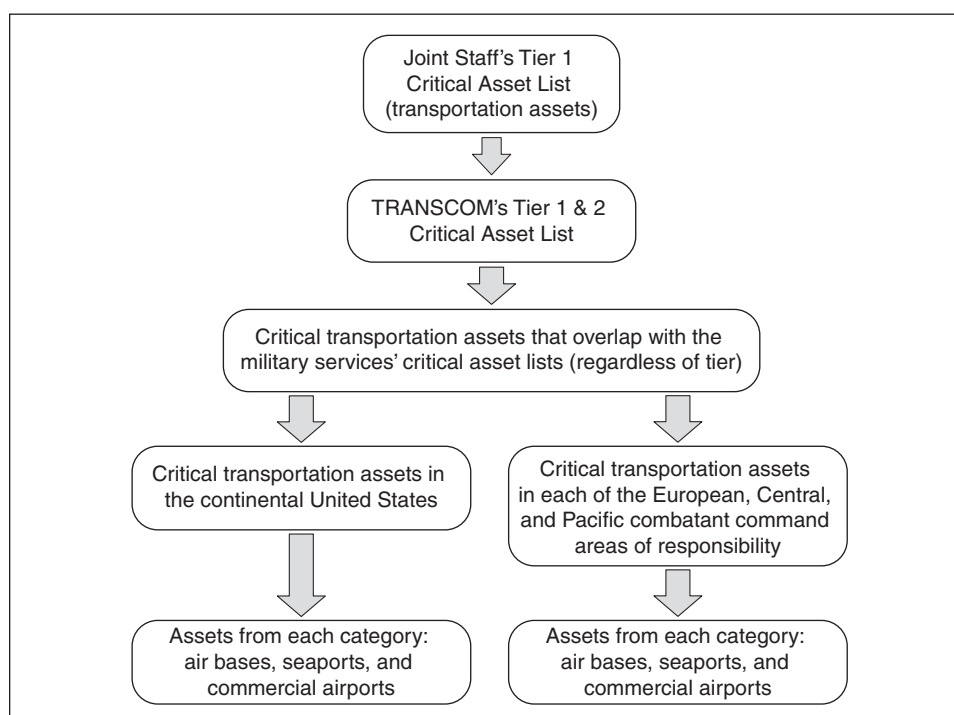 Joint Staff’s Tier 1
Critical Asset List
(transportation assets)
TRANSCOM’s Tier 1 & 2
Critical Asset List
Critical transportation assets that overlap with the
military services’ critical asset lists (regardless of tier)
Critical transportation assets in
the continental United States
Critical transportation assets
in each of the European, Central,
and Pacific combatant command
areas of responsibility
Assets from each category:
air bases, seaports, and
commercial airports
Assets from each category:
air bases, seaports, and
commercial airports